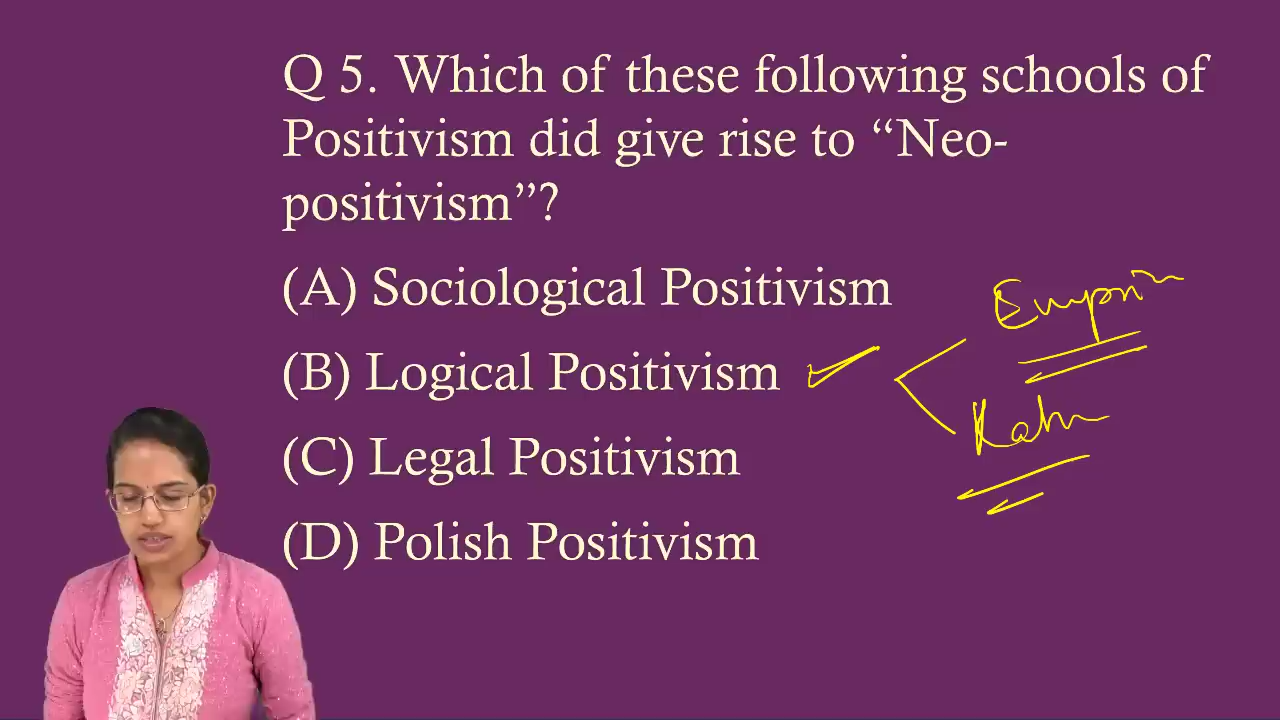 Q 5. Which of these following schools of
Positivism did give rise to “Neo-
positivism”?
(A) Sociological Positivism
(B) Logical Positivism
(C) Legal Positivism
(D) Polish Positivism